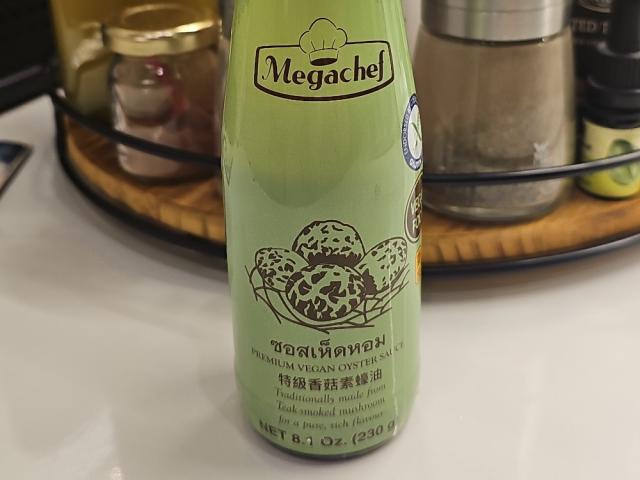 Megachef
ซอสเห็ดหอม
PREMIUM VEGAN OYSTER SAUCE
特級香菇素蠔油
Traditionally made from
Teak-smoked mushroom
for a pure, rich flavour
NET 8.1 Oz. (230 g